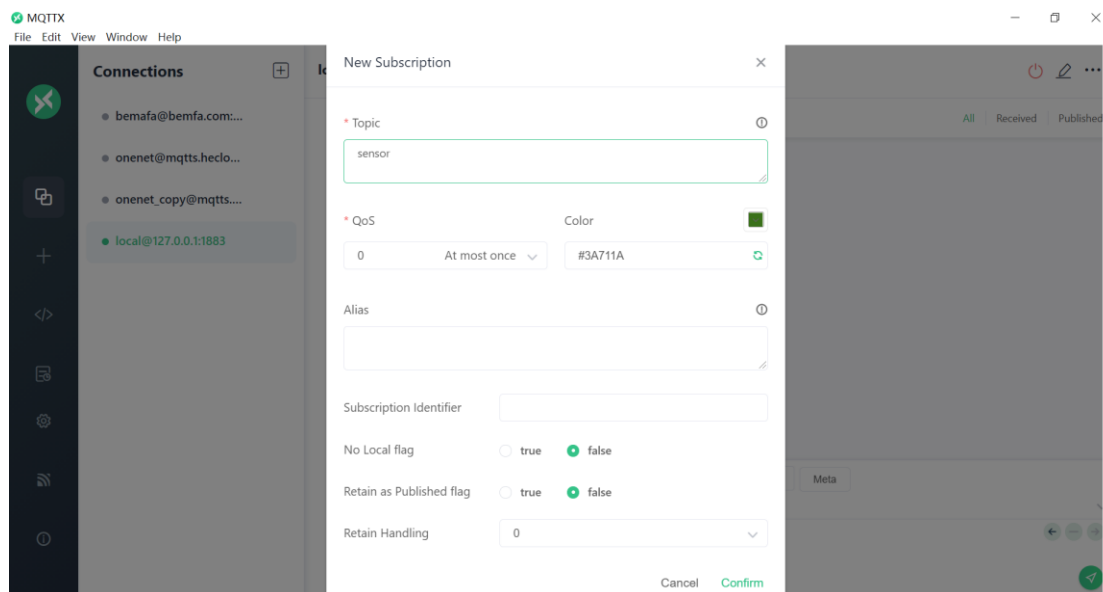 MQTTX
File Edit View Window Help
Connections
bemafa@bemfa.com:...
onenet@mqtts.heclo...
onenet_copy@mqtts....
local@127.0.0.1:1883
New Subscription
* Topic
sensor
* QoS
Color
0 At most once
#3A711A
Alias
Subscription Identifier
No Local flag true false
Retain as Published flag true false
Retain Handling 0
Cancel Confirm
All Received Published
Meta